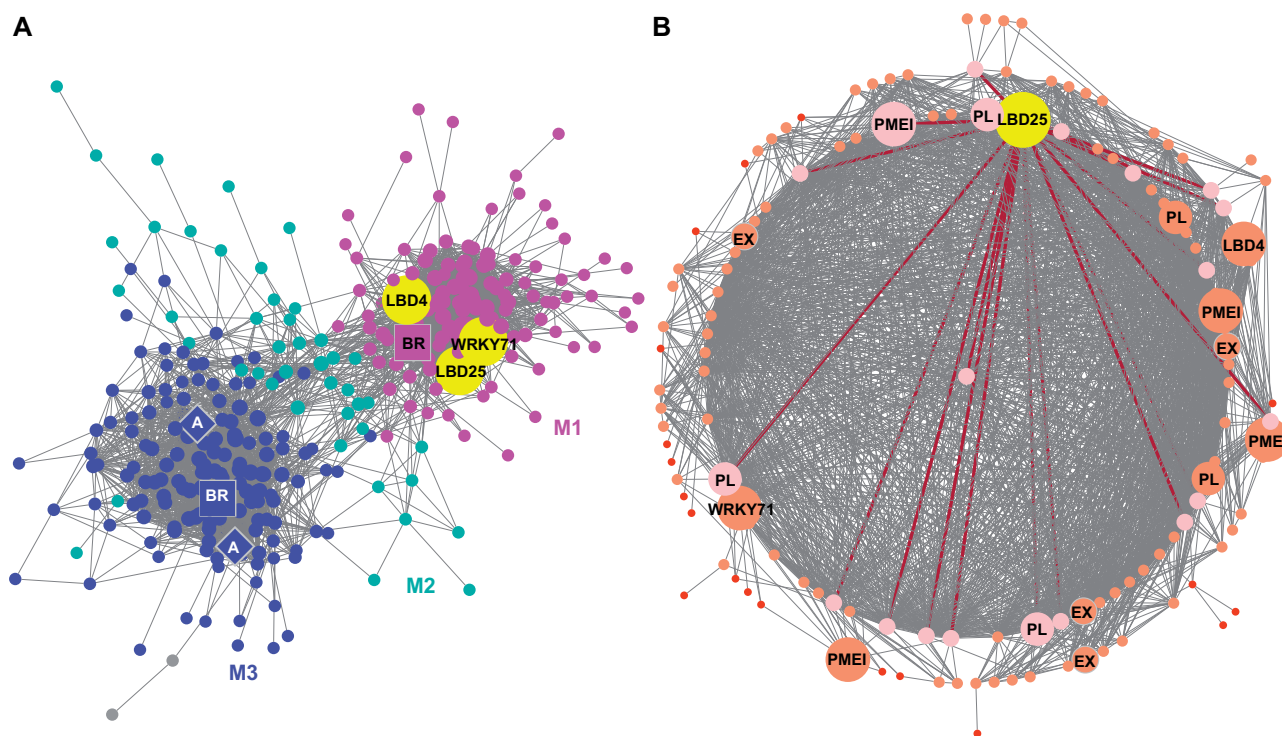 A
LBD4
BR
WRKY71
LBD25
M1
A
BR
A
M2
M3
B
PMEI
PL
LBD25
PL
EX
LBD4
PMEI
EX
PME
PL
PL
WRKY71
EX
PL
PMEI
EX